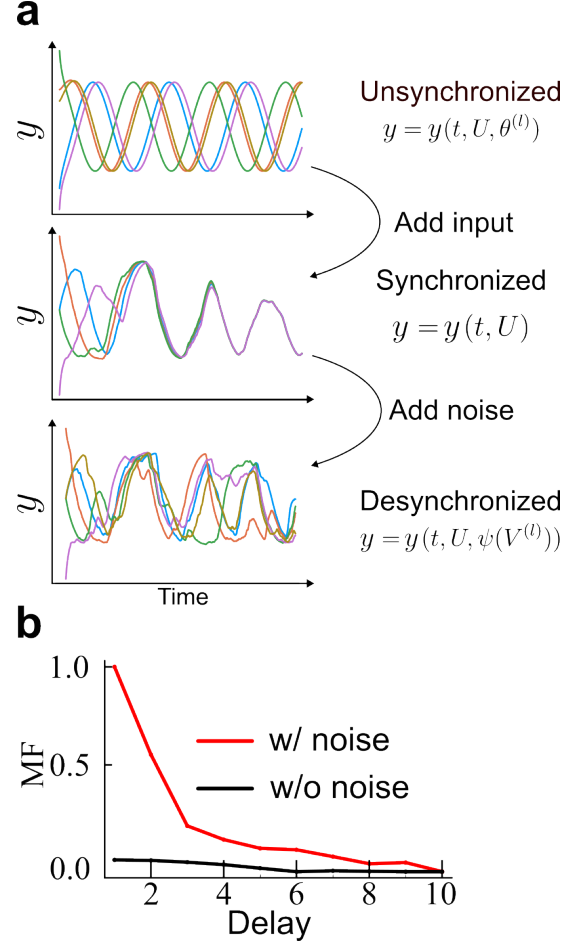 a
y
Unsynchronized
y = y(t, U, θ^(l))
Add input
y
Synchronized
y = y(t, U)
Add noise
y
Desynchronized
y = y(t, U, ψ(V^(l)))
Time
b
1.0
0.5
0.0
MF
w/ noise
w/o noise
2 4 6 8 10
Delay